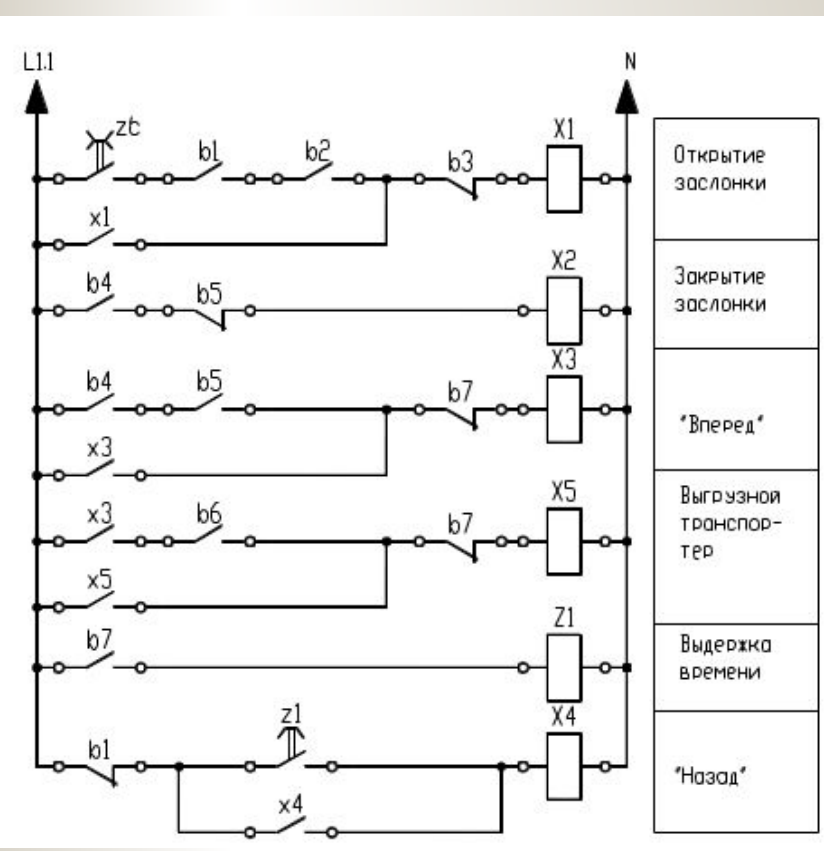 L1.1 N
zt b1 b2 b3 X1 Открытие
заслонки
x1
b4 b5 X2 Закрытие
заслонки
b4 b5 b7 X3 "Вперед"
x3
x3 b6 b7 X5 Выгрузной
транспор-
тер
x5
b7 Z1 Выдержка
времени
b1 z1 X4 "Назад"
x4